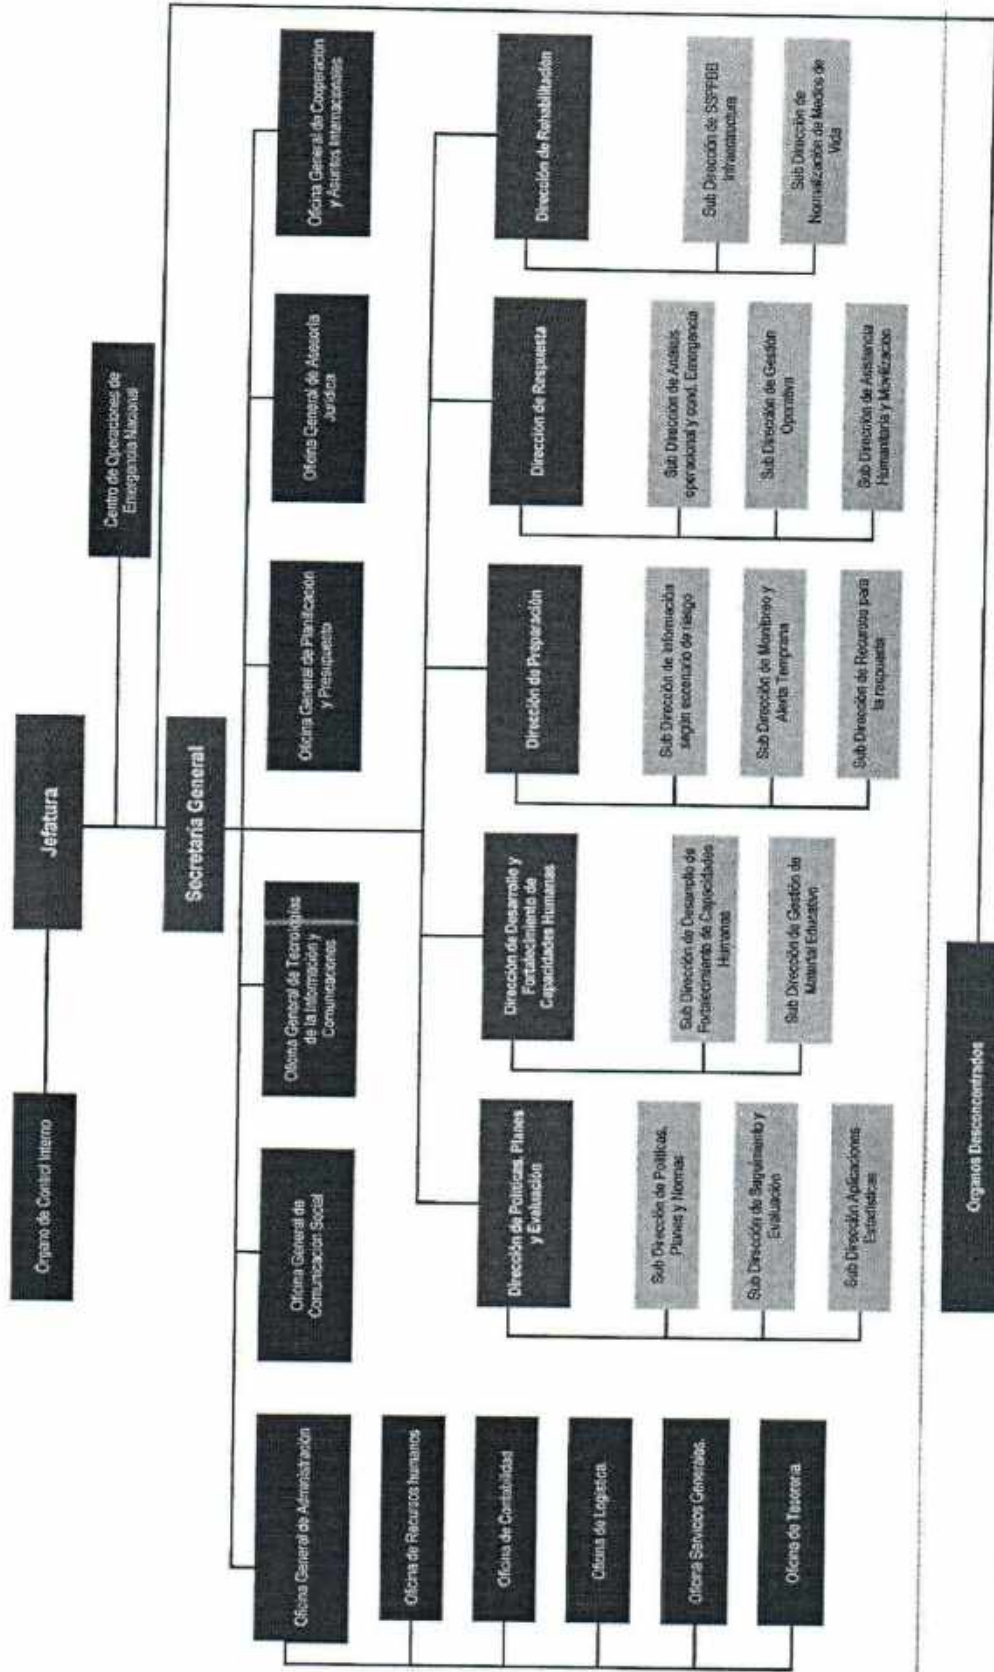 Jefatura
Organo de Control Interno
Centro de Operaciones de
Emergencia Nacional
Secretaría General
Oficina General de Administración
Oficina General de
Comunicación Social
Oficina General de Tecnologías
de la Información y
Comunicaciones
Oficina General de Planificación
y Presupuesto
Oficina General de Asesoría
Jurídica
Oficina General de Cooperación
y Asuntos Internacionales
Oficina de Recursos humanos
Oficina de Contabilidad
Oficina de Logística
Oficina Servicios Generales.
Oficina de Tesorería
Dirección de Políticas, Planes
y Evaluación
Sub Dirección de Políticas,
Planes y Normas
Sub Dirección de Seguimiento y
Evaluación
Sub Dirección Aplicaciones
Estadísticas
Dirección de Desarrollo y
Fortalecimiento de
Capacidades Humanas
Sub Dirección de Desarrollo de
Fortalecimiento de Capacidades
Humanas
Sub Dirección de Gestión de
Material Educativo
Dirección de Preparación
Sub Dirección de Información
según escenario de riesgo
Sub Dirección de Monitoreo y
Alerta Temprana
Sub Dirección de Recursos para
la respuesta
Dirección de Respuesta
Sub Dirección de Análisis
operacional y cond. Emergencia
Sub Dirección de Gestión
Operativa
Sub Dirección de Asistencia
Humanitaria y Movilización
Dirección de Rehabilitación
Sub Dirección de SSPPBB
Infraestructura
Sub Dirección de
Normalización de Medios de
Vida
Organos Desconcontrados